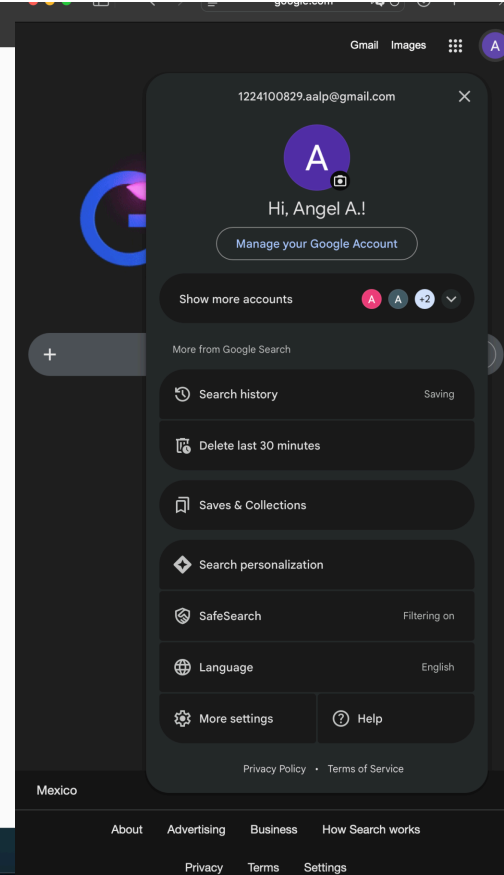 google.com
Gmail Images
A
1224100829.aalp@gmail.com
A
Hi, Angel A.!
Manage your Google Account
Show more accounts A A +2
More from Google Search
Search history Saving
Delete last 30 minutes
Saves & Collections
Search personalization
SafeSearch Filtering on
Language English
More settings Help
Privacy Policy • Terms of Service
Mexico
About Advertising Business How Search works
Privacy Terms Settings